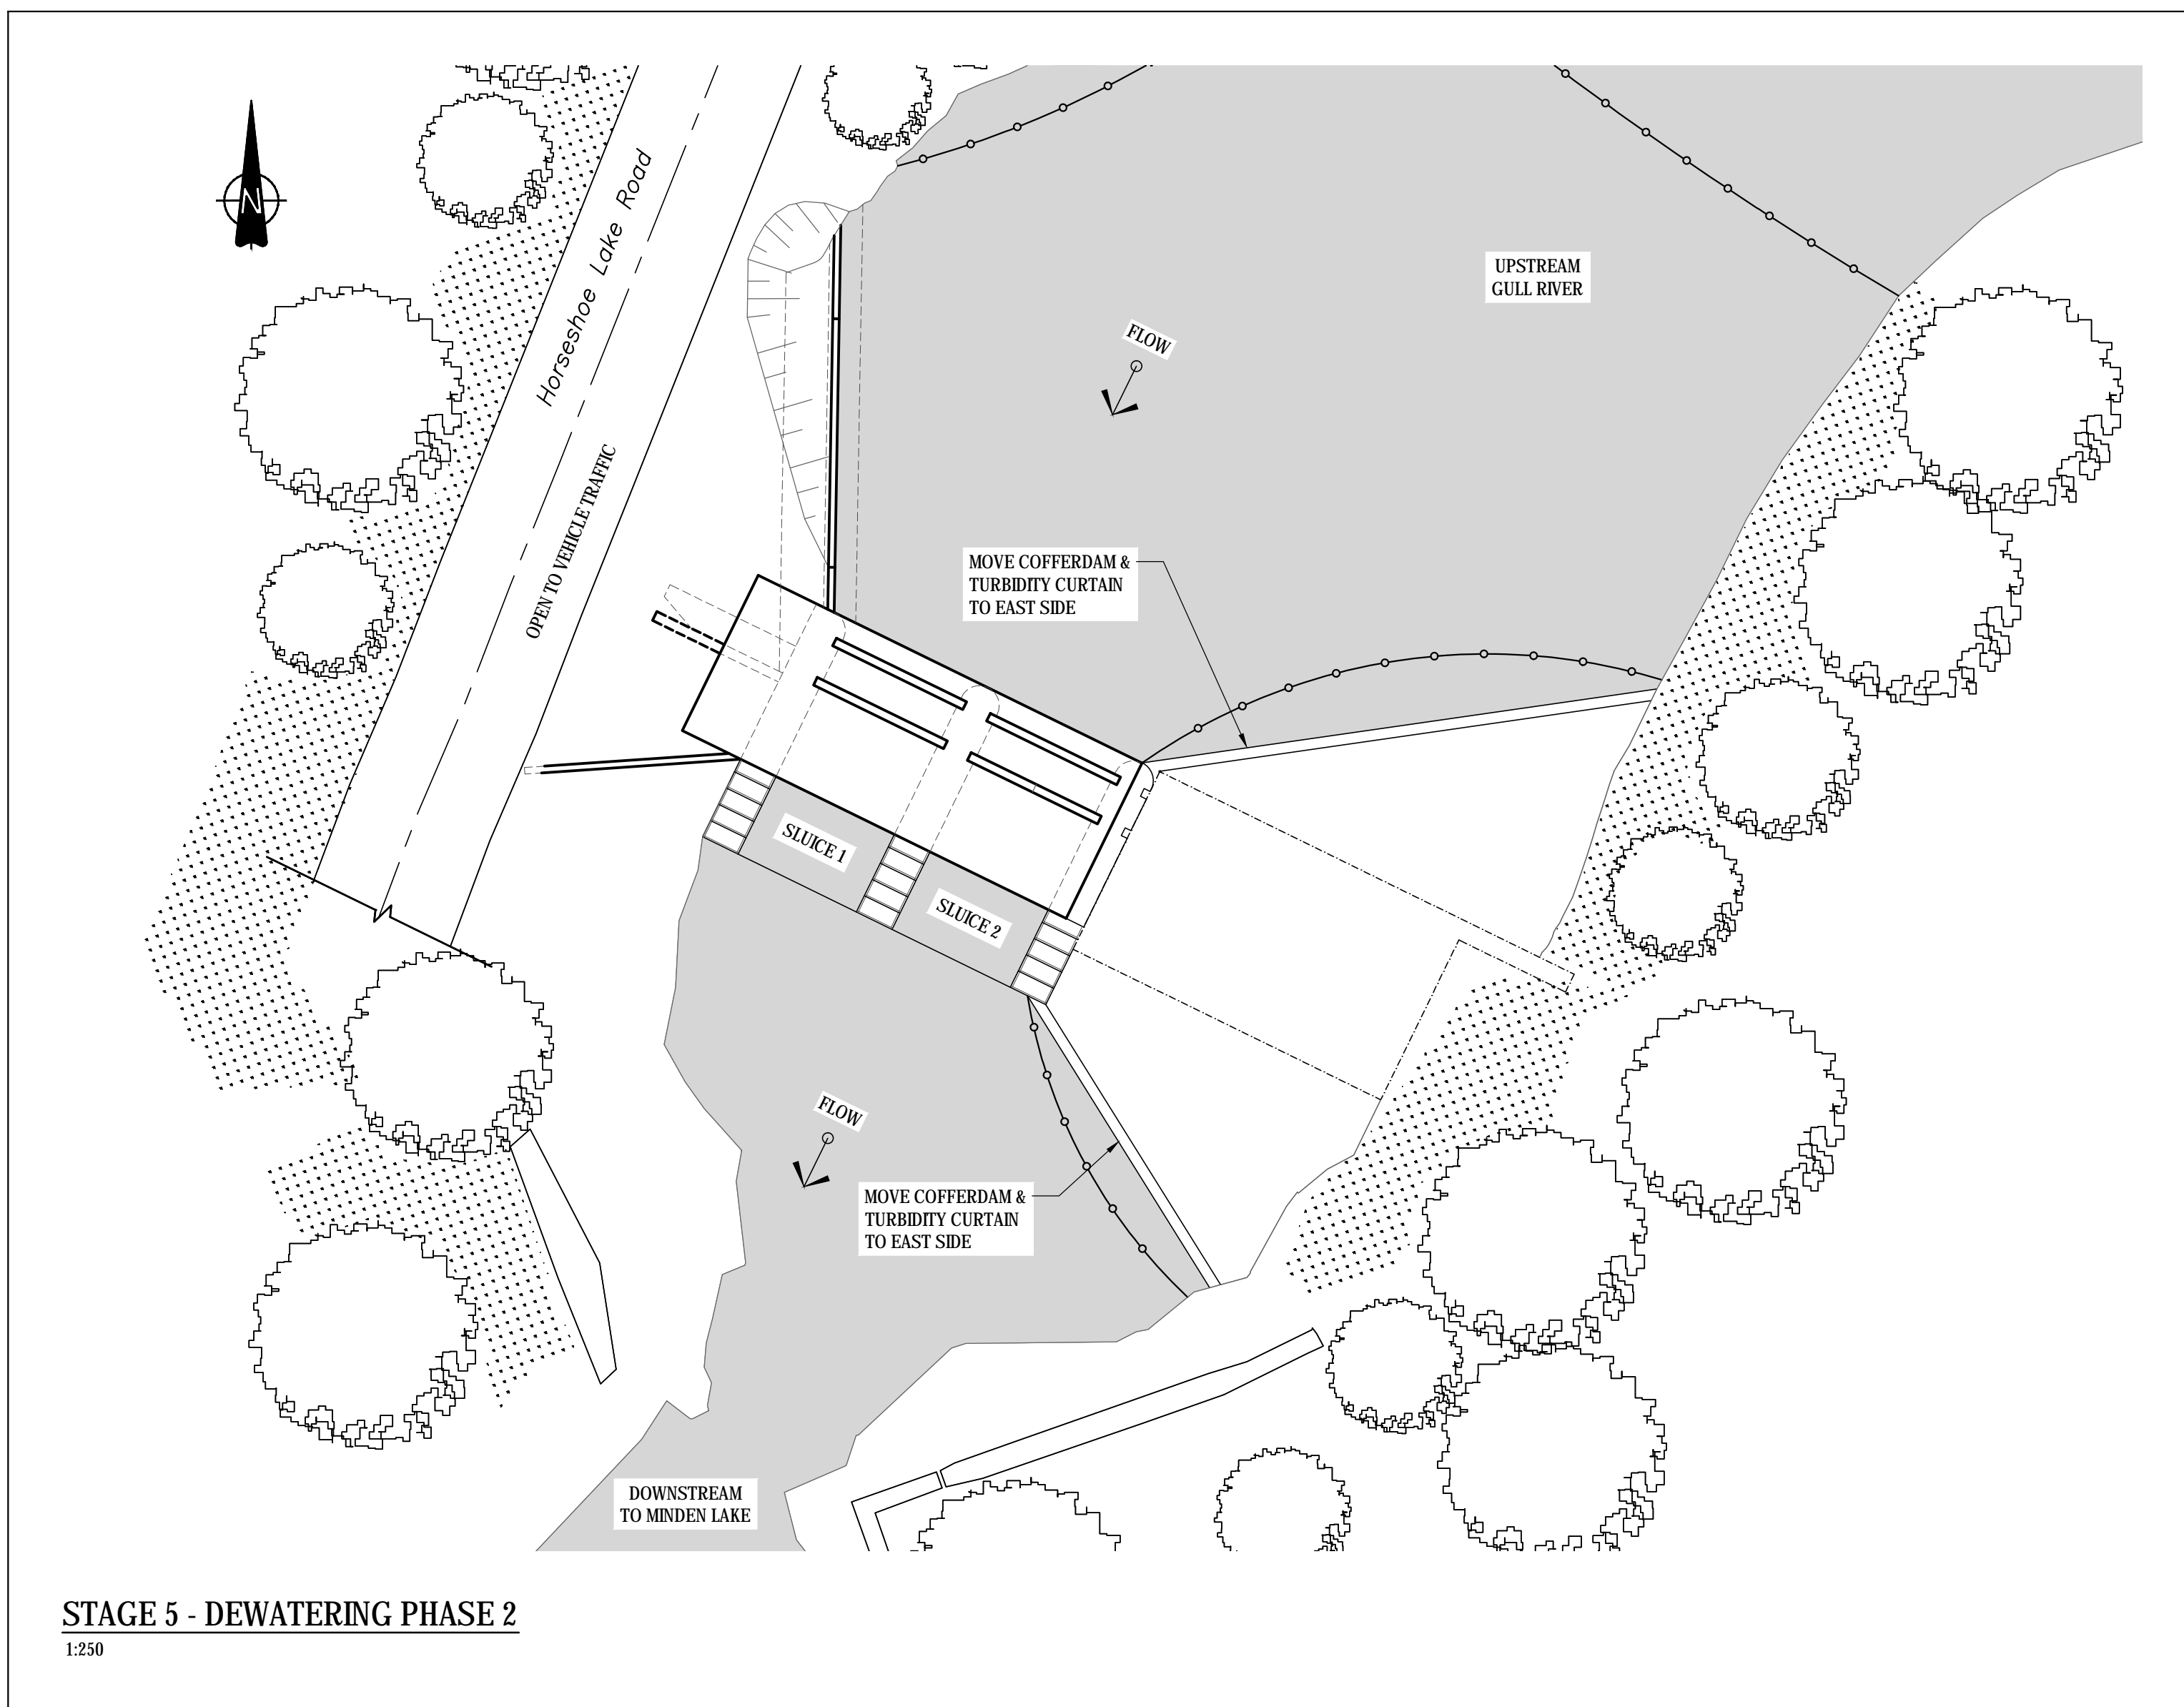 N
Horseshoe Lake Road
OPEN TO VEHICLE TRAFFIC
UPSTREAM
GULL RIVER
FLOW
MOVE COFFERDAM &
TURBIDITY CURTAIN
TO EAST SIDE
SLUICE 1
SLUICE 2
FLOW
MOVE COFFERDAM &
TURBIDITY CURTAIN
TO EAST SIDE
DOWNSTREAM
TO MINDEN LAKE
STAGE 5 - DEWATERING PHASE 2
1:250